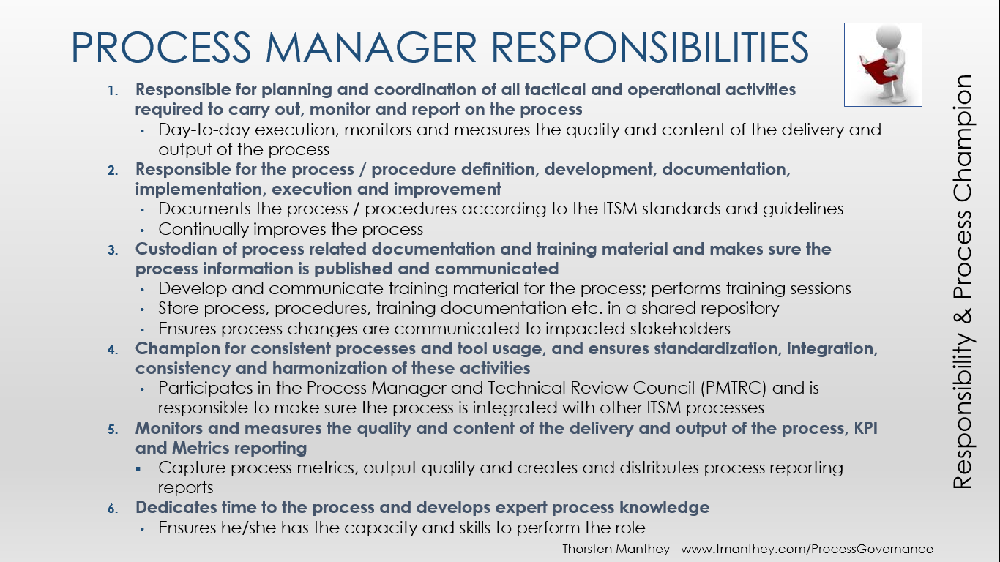 PROCESS MANAGER RESPONSIBILITIES
1. Responsible for planning and coordination of all tactical and operational activities
required to carry out, monitor and report on the process
• Day-to-day execution, monitors and measures the quality and content of the delivery and
output of the process
2. Responsible for the process / procedure definition, development, documentation,
implementation, execution and improvement
• Documents the process / procedures according to the ITSM standards and guidelines
• Continually improves the process
3. Custodian of process related documentation and training material and makes sure the
process information is published and communicated
• Develop and communicate training material for the process; performs training sessions
• Store process, procedures, training documentation etc. in a shared repository
• Ensures process changes are communicated to impacted stakeholders
4. Champion for consistent processes and tool usage, and ensures standardization, integration,
consistency and harmonization of these activities
• Participates in the Process Manager and Technical Review Council (PMTRC) and is
responsible to make sure the process is integrated with other ITSM processes
5. Monitors and measures the quality and content of the delivery and output of the process, KPI
and Metrics reporting
▪ Capture process metrics, output quality and creates and distributes process reporting
reports
6. Dedicates time to the process and develops expert process knowledge
• Ensures he/she has the capacity and skills to perform the role
Thorsten Manthey - www.tmanthey.com/ProcessGovernance
Responsibility & Process Champion